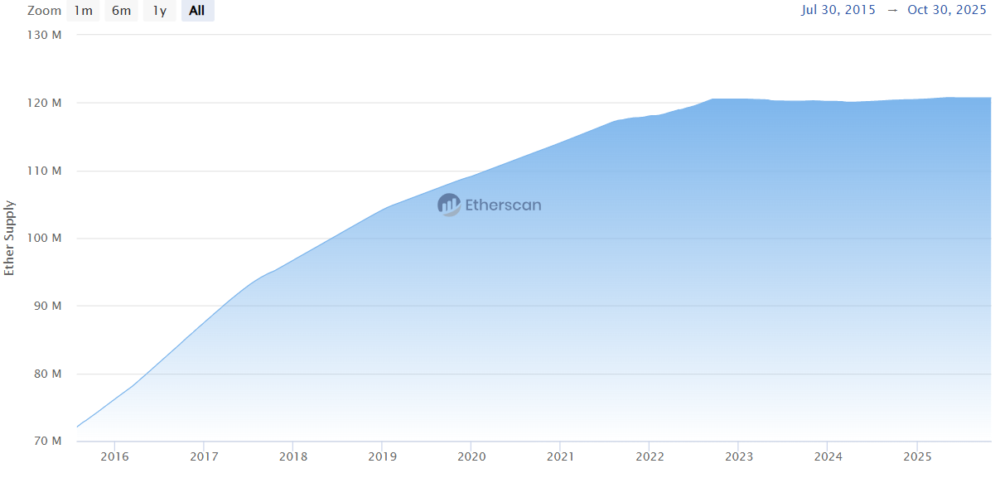 Zoom 1m 6m 1y All Jul 30, 2015 → Oct 30, 2025
130 M
120 M
110 M
100 M
90 M
80 M
70 M
Ether Supply
Etherscan
2016 2017 2018 2019 2020 2021 2022 2023 2024 2025